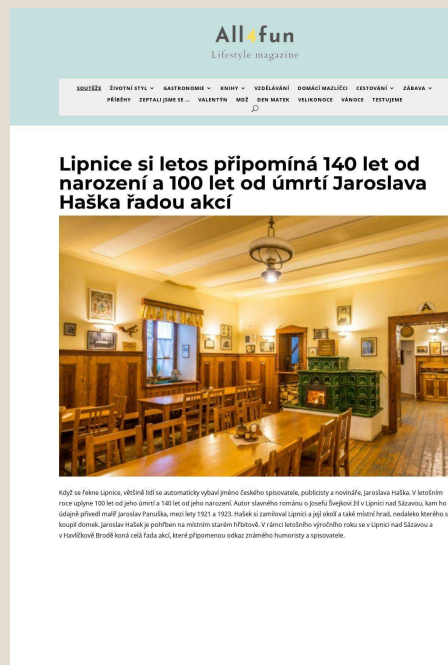 All4fun
Lifestyle magazine
SOUTĚŽE ŽIVOTNÍ STYL GASTRONOMIE KNIHY VZDĚLÁVÁNÍ DOMÁCÍ MAZLÍČCI CESTOVÁNÍ ZÁBAVA
PŘÍBĚHY ZEPTALI JSME SE ... VALENTÝN MDŽ DEN MATEK VELIKONOCE VÁNOCE TESTUJEME
Lipnice si letos připomíná 140 let od
narození a 100 let od úmrtí Jaroslava
Haška řadou akcí
Když se řekne Lipnice, většině lidí se automaticky vybaví jméno českého spisovatele, publicisty a novináře, Jaroslava Haška. V letošním
roce uplyne 100 let od jeho úmrtí a 140 let od jeho narození. Autor slavného románu o Josefu Švejkovi žil v Lipnici nad Sázavou, kam ho
údajně přivedl malíř Jaroslav Panuška, mezi lety 1921 a 1923. Hašek si zamiloval Lipnici a její okolí a také místní hrad, nedaleko kterého s
koupil domek. Jaroslav Hašek je pohřben na místním starém hřbitově. V rámci letošního výročního roku se v Lipnici nad Sázavou a
v Havlíčkově Brodě koná celá řada akcí, které připomenou odkaz známého humoristy a spisovatele.